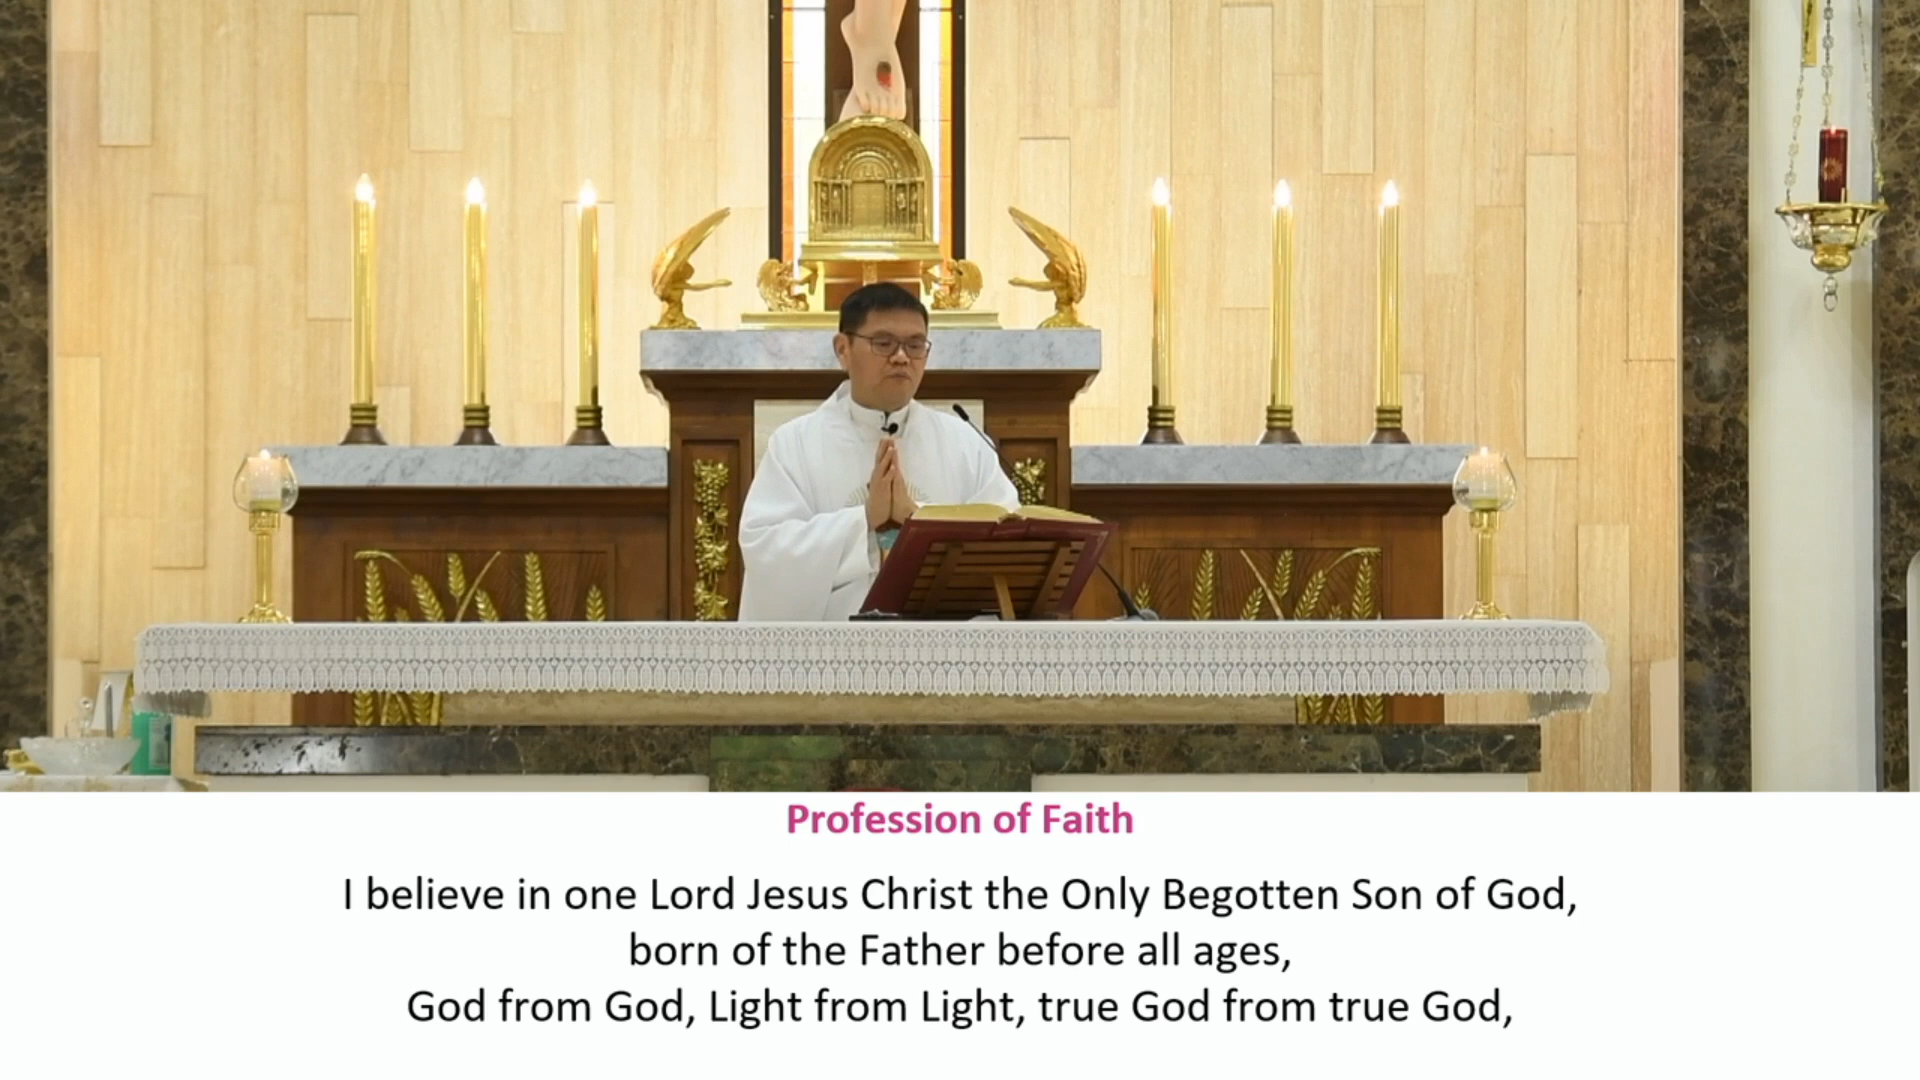 Profession of Faith
I believe in one Lord Jesus Christ the Only Begotten Son of God,
born of the Father before all ages,
God from God, Light from Light, true God from true God,